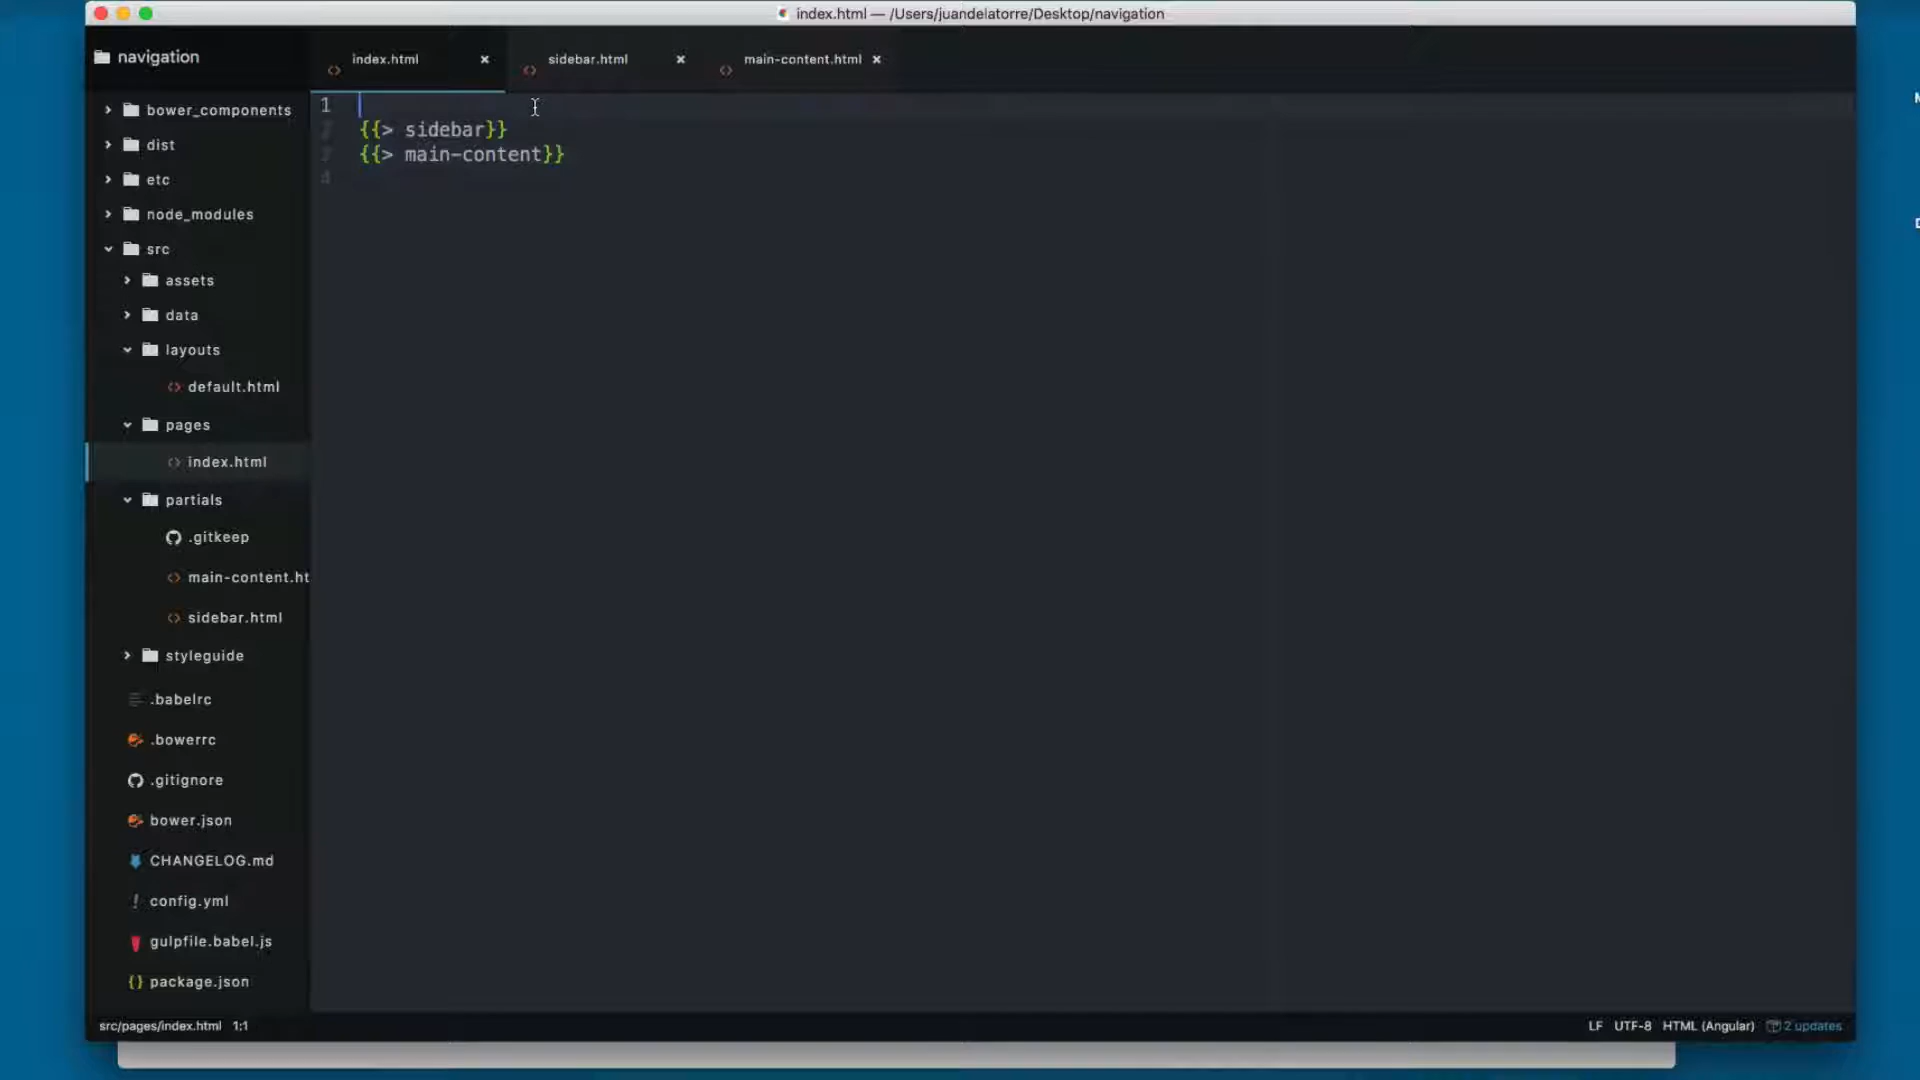 index.html — /Users/juandelatorre/Desktop/navigation
navigation
index.html
sidebar.html
main-content.html
bower_components
dist
etc
node_modules
src
assets
data
layouts
default.html
pages
index.html
partials
.gitkeep
main-content.ht
sidebar.html
styleguide
.babelrc
.bowerrc
.gitignore
bower.json
CHANGELOG.md
config.yml
gulpfile.babel.js
package.json
1
2 {{> sidebar}}
3 {{> main-content}}
4
src/pages/index.html 1:1
LF UTF-8 HTML (Angular) 2 updates